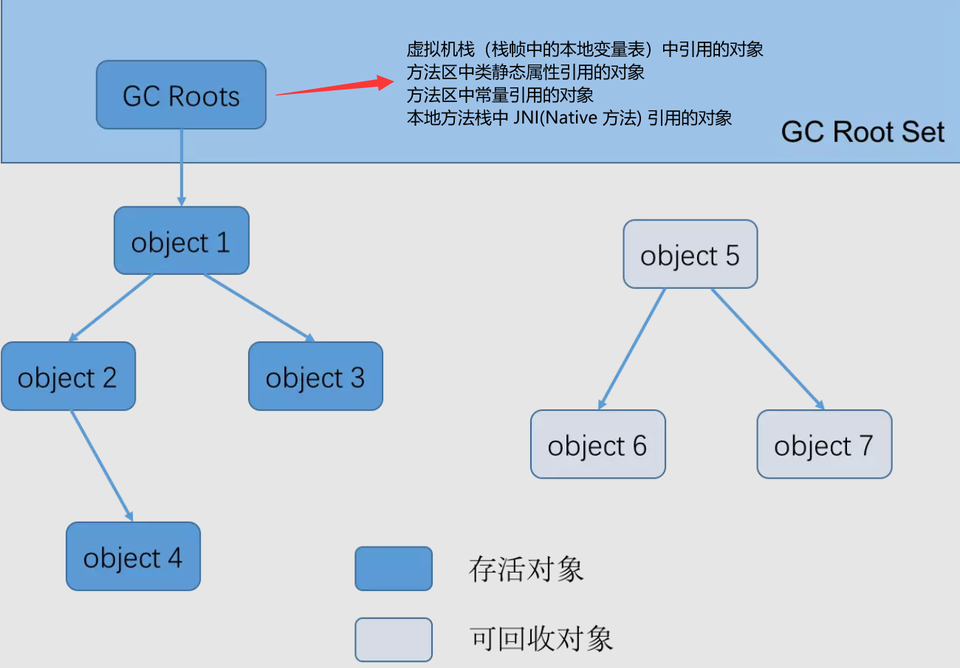 虚拟机栈（栈帧中的本地变量表）中引用的对象
方法区中类静态属性引用的对象
方法区中常量引用的对象
本地方法栈中 JNI(Native 方法) 引用的对象
GC Roots
GC Root Set
object 1
object 5
object 2
object 3
object 6
object 7
object 4
存活对象
可回收对象